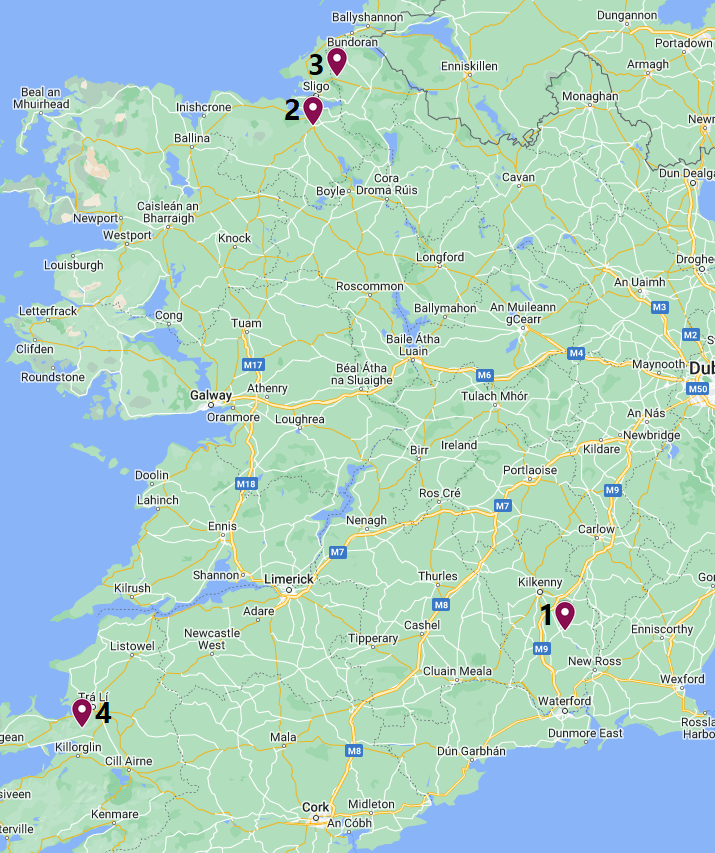 Ballyshannon
Dungannon
Bundoran
Portadown
3
Enniskillen
Armagh
Sligo
Beal an
Mhuirhead
Inishcrone
2
Monaghan
Newr
Ballina
Dun Dealga
Cora
Droma Rúis
Cavan
Boyle
Caisleán an
Bharraigh
Newport
Westport
Knock
Longford
Droghe
Louisburgh
Roscommon
An Uaimh
Letterfrack
Cong
Ballymahon
An Muileann
gCearr
M3
Tuam
M2
Clifden
Baile Átha
Luain
M4
Roundstone
M17
Béal Átha
na Sluaighe
M6
Maynooth
Dub
M50
Galway
Athenry
Tulach Mhór
Oranmore
Loughrea
An Nás
Newbridge
Birr
Ireland
Kildare
Doolin
Portlaoise
M18
M9
Lahinch
Ros Cré
M7
Ennis
Nenagh
Carlow
M7
Shannon
Limerick
Thurles
Kilkenny
Gor
Kilrush
M8
Adare
1
Cashel
Enniscorthy
Newcastle
West
Listowel
Tipperary
M9
New Ross
Cluain Meala
Wexford
Trá Lí
4
Waterford
gean
Mala
Dunmore East
Rossla
Harbo
Killorglin
M8
Dún Garbhán
Cill Airne
siveen
Cork
Midleton
Kenmare
An Cóbh
terville